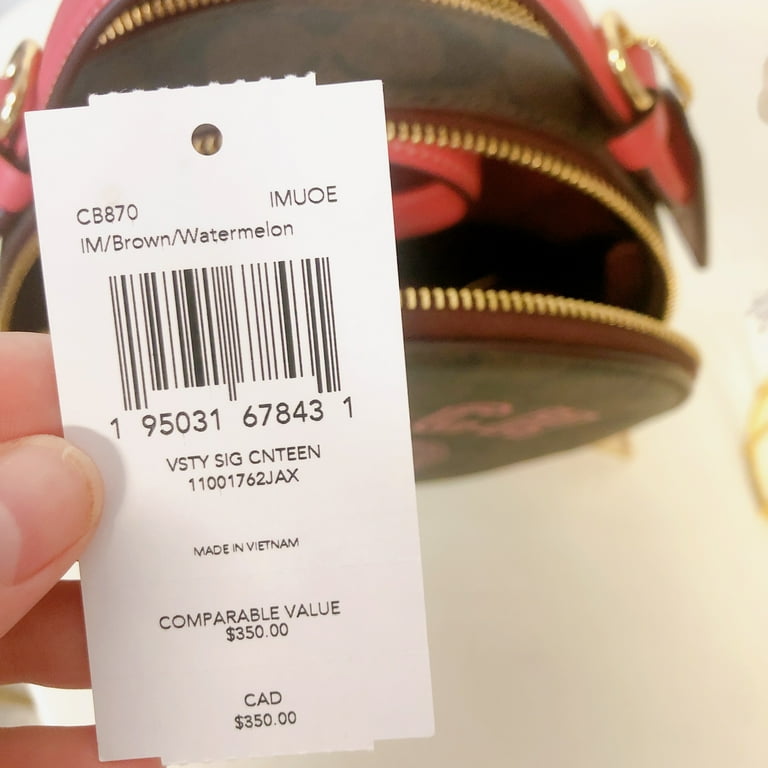 CB870 IMUOE
IM/Brown/Watermelon
1 95031 67843 1
VSTY SIG CNTEEN
11001762JAX
MADE IN VIETNAM
COMPARABLE VALUE
$350.00
CAD
$350.00